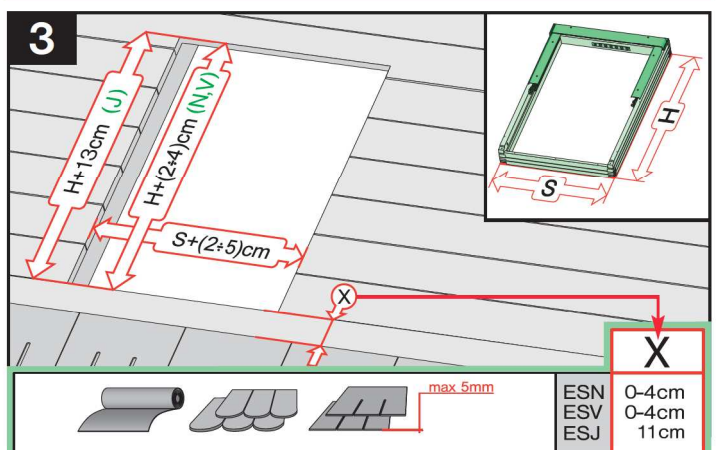 3
H+13cm (J)
H+(2÷4)cm (N,V)
S+(2÷5)cm
H
S
X
X
max 5mm
ESN 0-4cm
ESV 0-4cm
ESJ 11cm